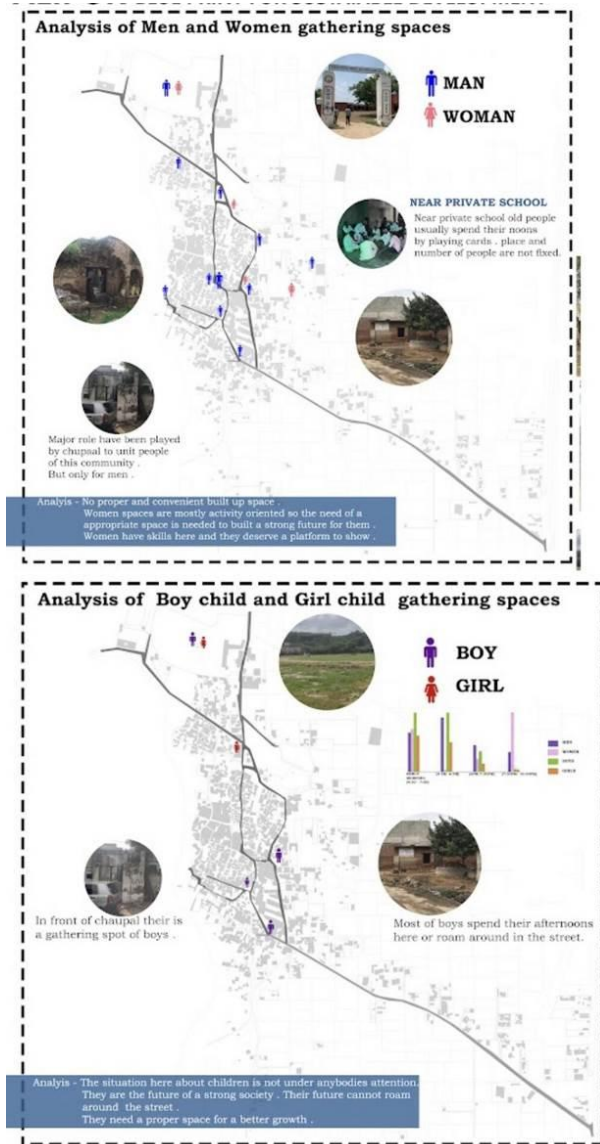 Analysis of Men and Women gathering spaces
MAN
WOMAN
NEAR PRIVATE SCHOOL
Near private school old people
usually spend their noons
by playing cards . place and
number of people are not fixed.
Major role have been played
by chupaal to unit people
of this community .
But only for men .
Analyis - No proper and convenient built up space .
Women spaces are mostly activity oriented so the need of a
appropriate space is needed to built a strong future for them .
Women have skills here and they deserve a platform to show .
Analysis of Boy child and Girl child gathering spaces
BOY
GIRL
In front of chaupal their is
a gathering spot of boys .
Most of boys spend their afternoons
here or roam around in the street.
Analyis - The situation here about children is not under anybodies attention.
They are the future of a strong society . Their future cannot roam
around the street .
They need a proper space for a better growth .